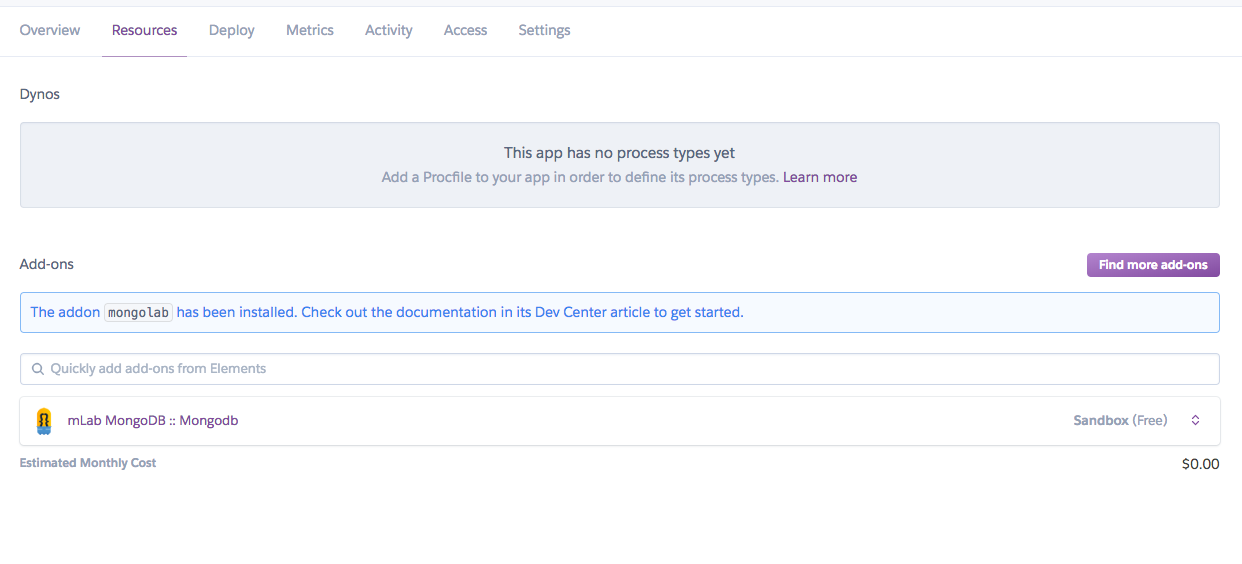 Overview Resources Deploy Metrics Activity Access Settings
Dynos
This app has no process types yet
Add a Procfile to your app in order to define its process types. Learn more
Add-ons Find more add-ons
The addon mongolab has been installed. Check out the documentation in its Dev Center article to get started.
Quickly add add-ons from Elements
mLab MongoDB :: Mongodb Sandbox (Free)
Estimated Monthly Cost $0.00